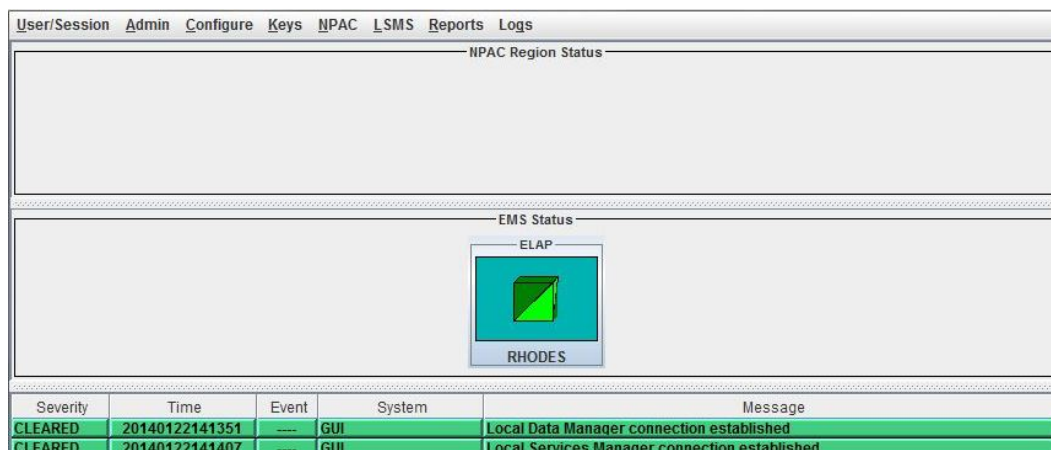 User/Session Admin Configure Keys NPAC LSMS Reports Logs
NPAC Region Status
EMS Status
ELAP
RHODES
Severity Time Event System Message
CLEARED 20140122141351 ---- GUI Local Data Manager connection established
CLEARED 20140122141407 ---- GUI Local Services Manager connection established